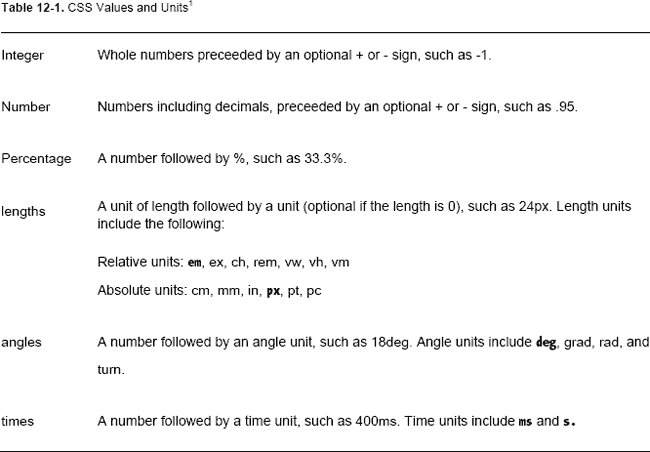 Table 12-1. CSS Values and Units1
Integer Whole numbers preceeded by an optional + or - sign, such as -1.
Number Numbers including decimals, preceeded by an optional + or - sign, such as .95.
Percentage A number followed by %, such as 33.3%.
lengths A unit of length followed by a unit (optional if the length is 0), such as 24px. Length units
include the following:
Relative units: em, ex, ch, rem, vw, vh, vm
Absolute units: cm, mm, in, px, pt, pc
angles A number followed by an angle unit, such as 18deg. Angle units include deg, grad, rad, and
turn.
times A number followed by a time unit, such as 400ms. Time units include ms and s.